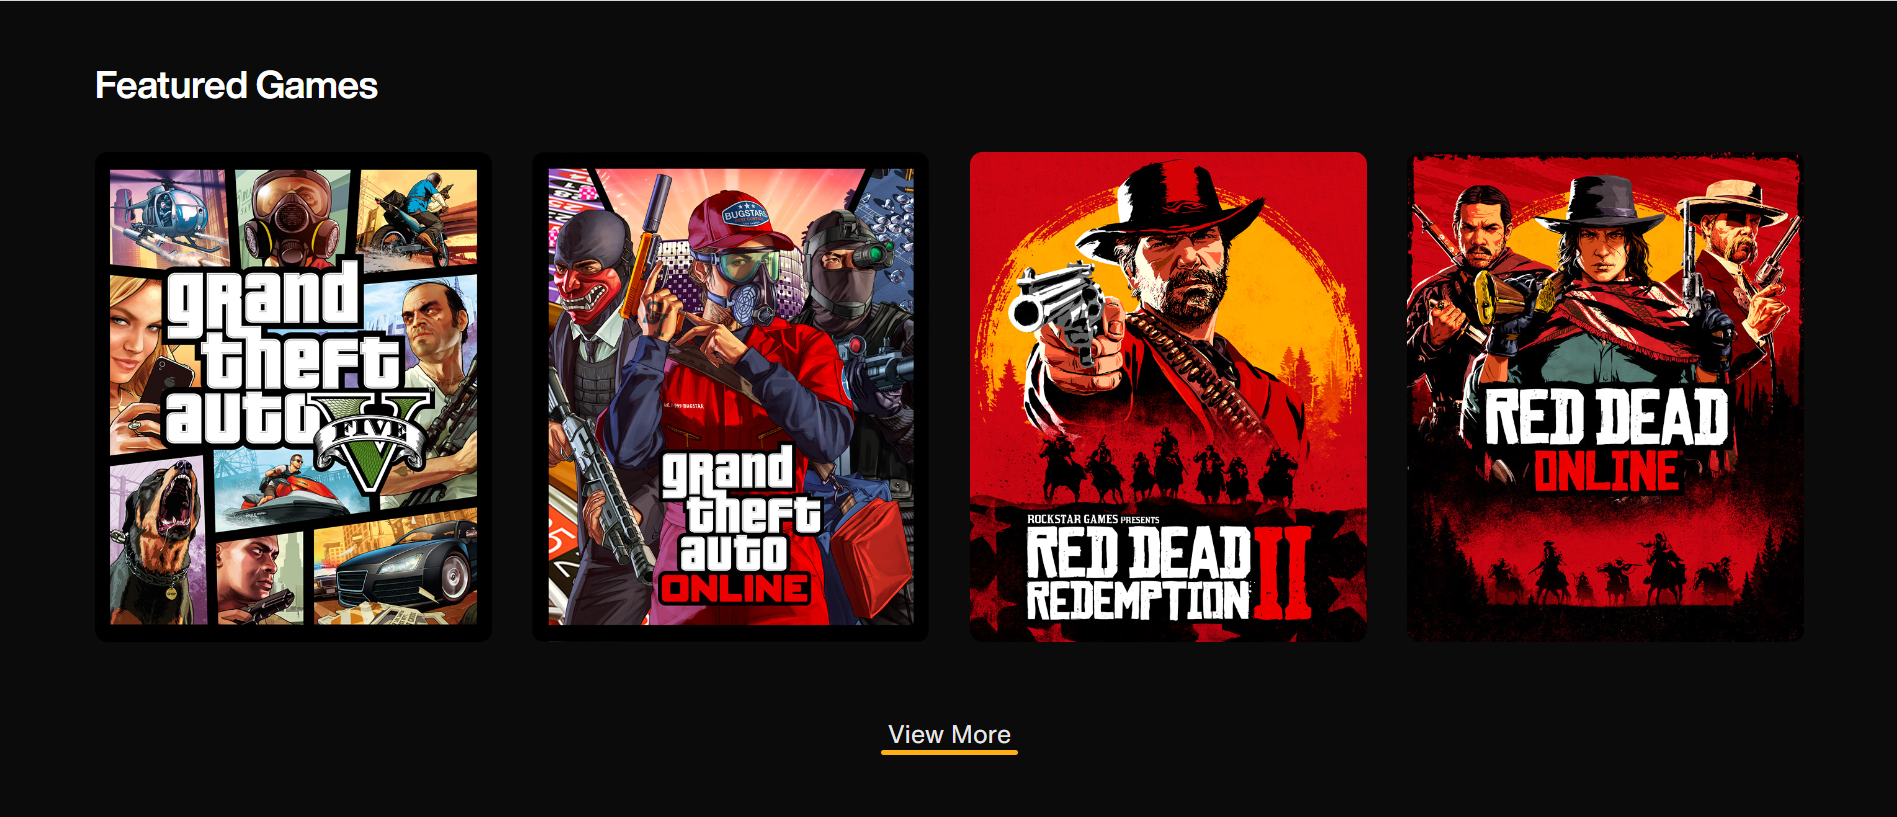 Featured Games
grand
theft
auto V
FIVE
BUGSTARS
grand
theft
auto
ONLINE
ROCKSTAR GAMES PRESENTS
RED DEAD
REDEMPTION II
RED DEAD
ONLINE
View More